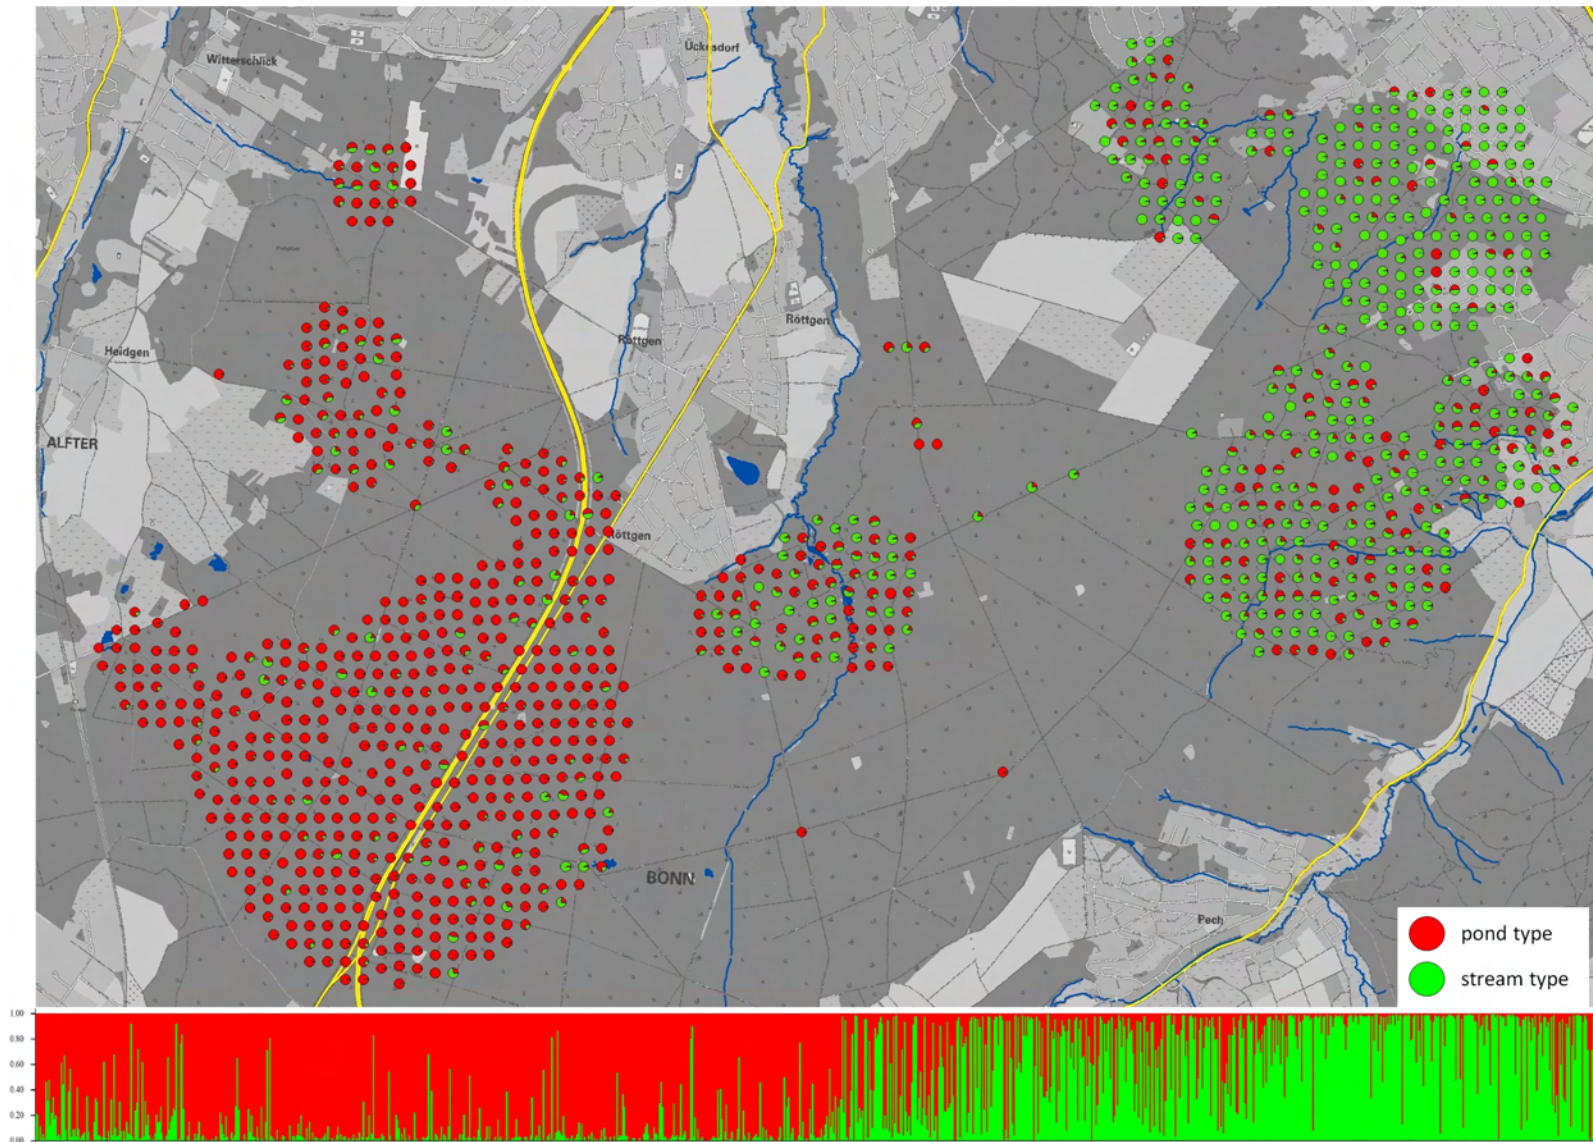 Ückesdorf
Witterschlick
Röttgen
Röttgen
Heidgen
ALFTER
Röttgen
BONN
Pech
pond type
stream type
1.00
0.80
0.60
0.40
0.20
0.00